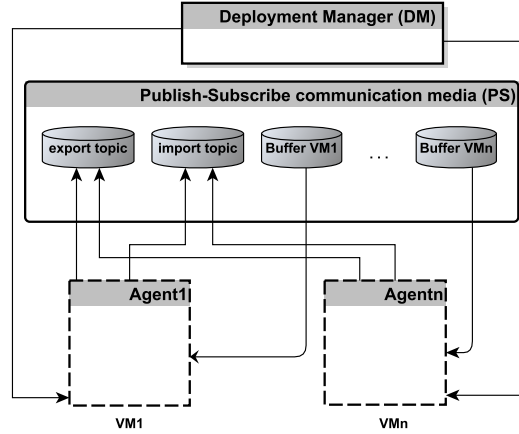 Deployment Manager (DM)
Publish-Subscribe communication media (PS)
export topic
import topic
Buffer VM1
...
Buffer VMn
Agent1
Agentn
VM1
VMn